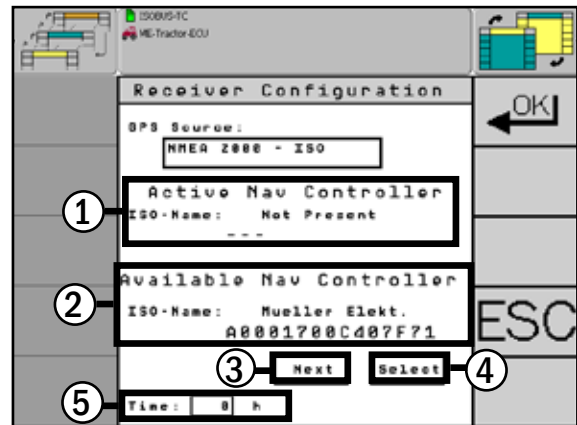 ISOBUS-TC
ME-Tractor-ECU
Receiver Configuration
OK
GPS Source:
NMEA 2000 - ISO
Active Nav Controller
1
ISO-Name: Not Present
---
Available Nav Controller
2
ISO-Name: Mueller Elekt.
A0001700C407F71
ESC
3
Next
Select
4
5
Time: 0 h